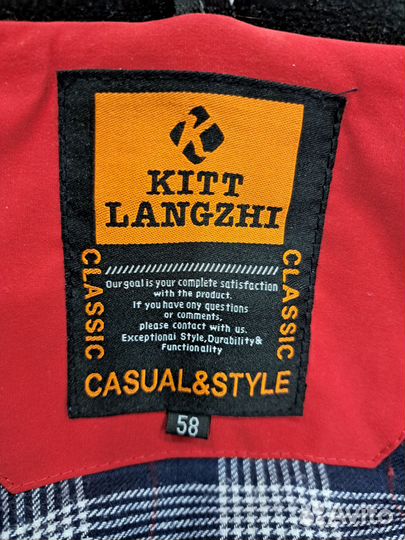 K
KITT
LANGZHI
CLASSIC
Our goal is your complete satisfaction
with the product.
If you have any questions
or comments,
please contact with us.
Exceptional Style,Durability&
Functionality
CLASSIC
CASUAL&STYLE
58
Avito